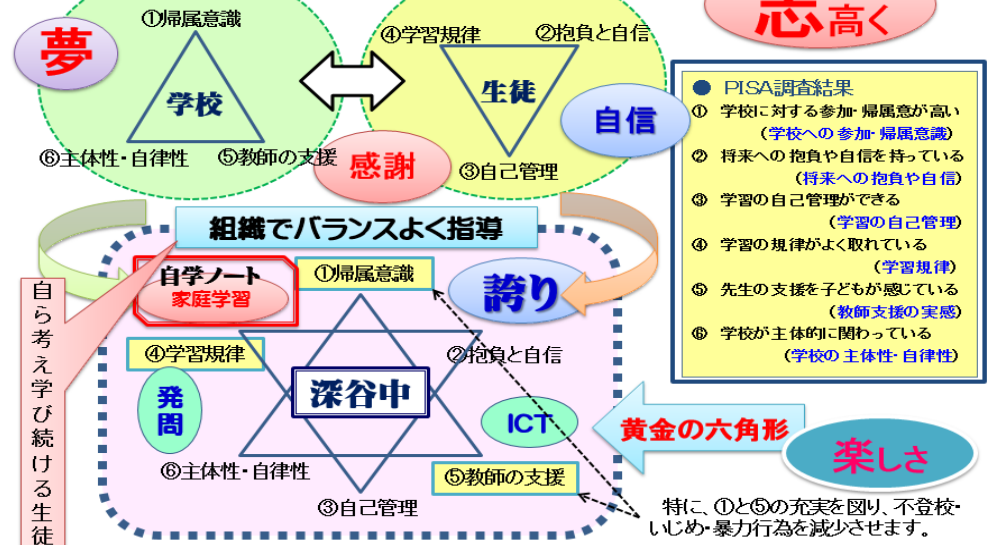 志高く
夢
①帰属意識
学校
⑥主体性・自律性
⑤教師の支援
④学習規律
②抱負と自信
生徒
③自己管理
自信
感謝
● PISA調査結果
① 学校に対する参加・帰属意が高い
(学校への参加・帰属意識)
② 将来への抱負や自信を持っている
(将来への抱負や自信)
③ 学習の自己管理ができる
(学習の自己管理)
④ 学習の規律がよく取れている
(学習規律)
⑤ 先生の支援を子どもが感じている
(教師支援の実感)
⑥ 学校が主体的に関わっている
(学校の主体性・自律性)
組織でバランスよく指導
自学ノート
家庭学習
①帰属意識
誇り
④学習規律
②抱負と自信
発問
深谷中
ICT
⑥主体性・自律性
⑤教師の支援
③自己管理
自ら考え学び続ける生徒
黄金の六角形
楽しさ
特に、①と⑤の充実を図り、不登校・
いじめ・暴力行為を減少させます。